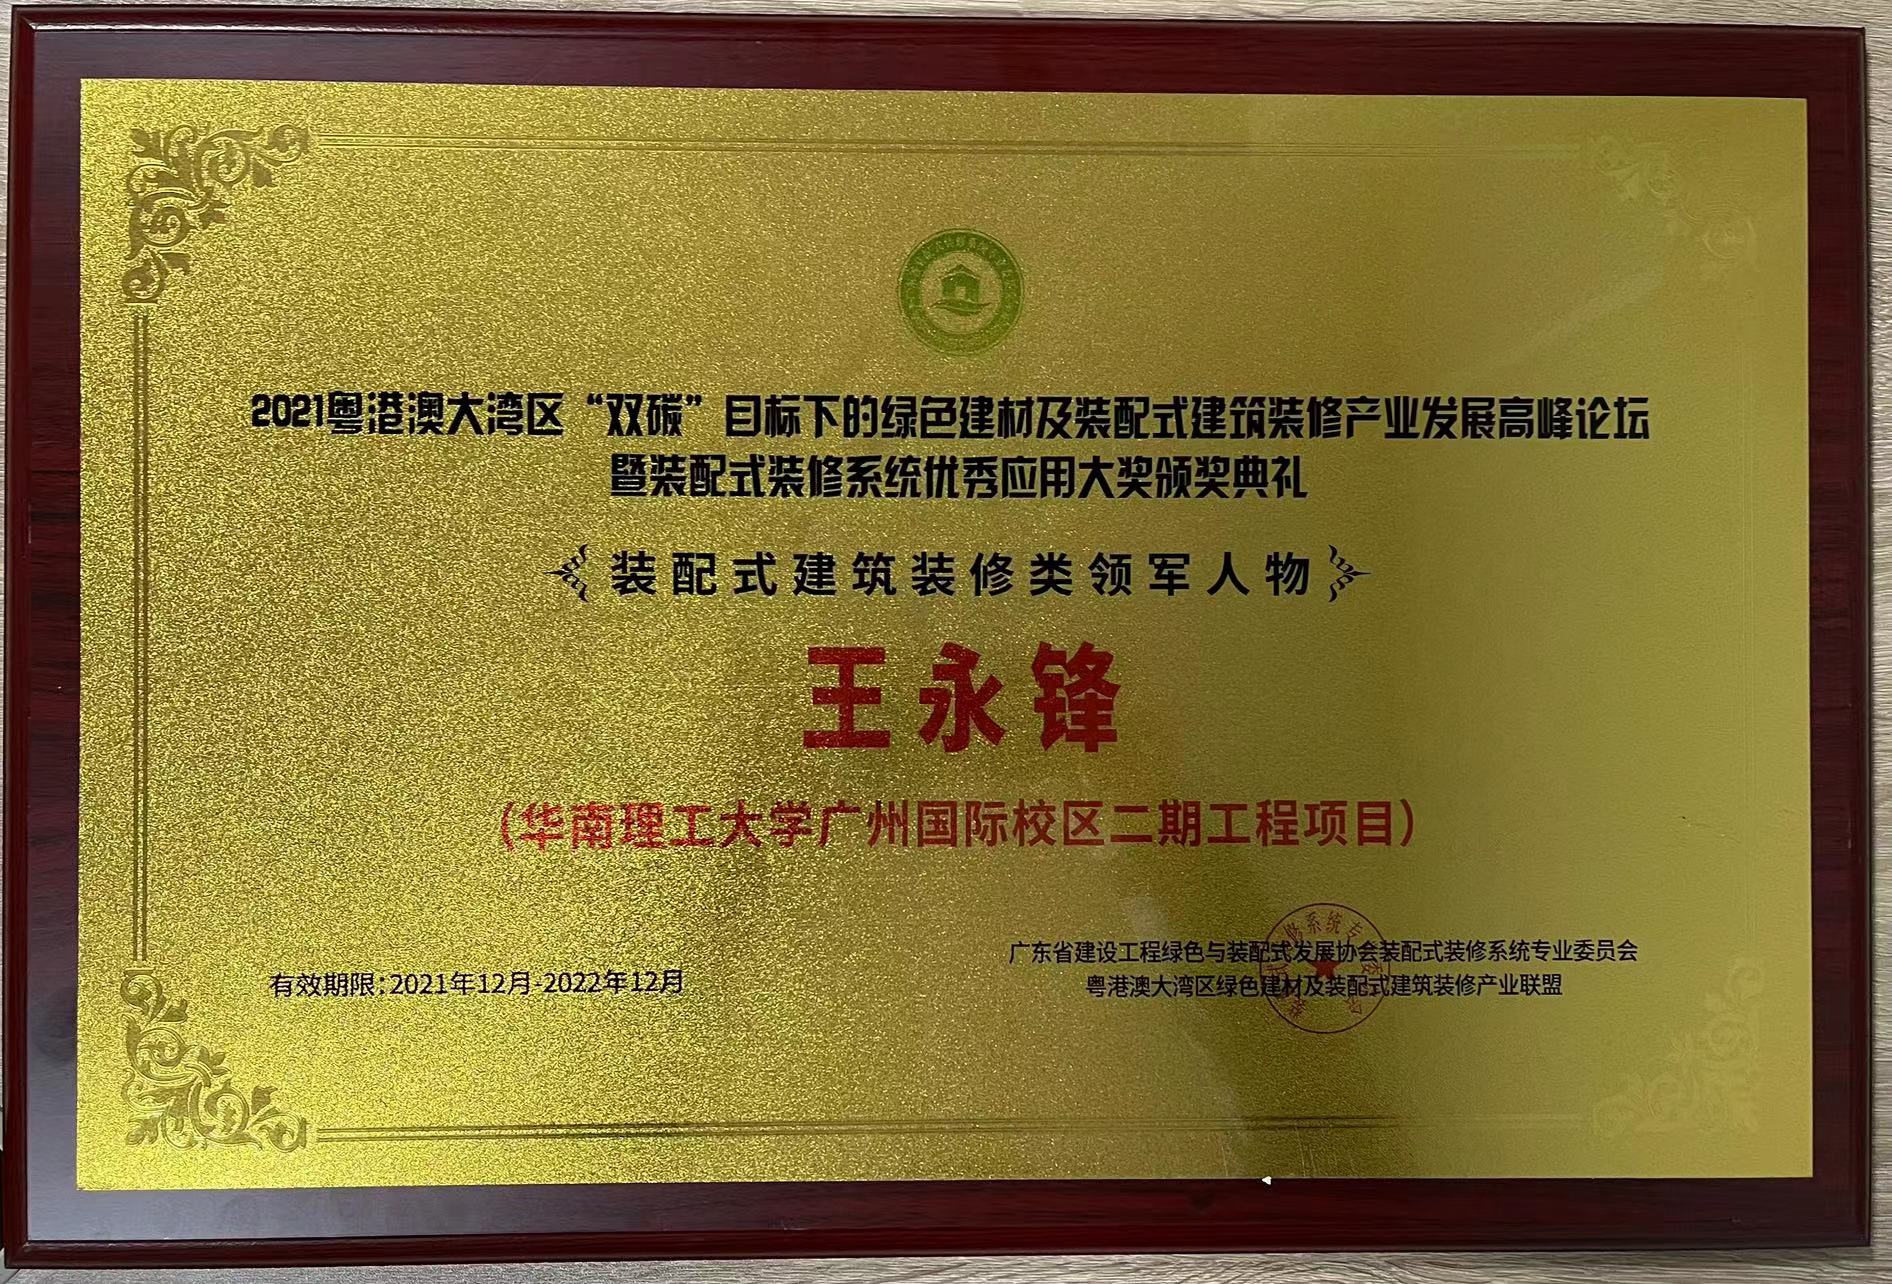 2021粤港澳大湾区“双碳”目标下的绿色建材及装配式建筑装修产业发展高峰论坛
暨装配式装修系统优秀应用大奖颁奖典礼
装配式建筑装修类领军人物
王永锋
(华南理工大学广州国际校区二期工程项目)
有效期限:2021年12月-2022年12月
广东省建设工程绿色与装配式发展协会装配式装修系统专业委员会
粤港澳大湾区绿色建材及装配式建筑装修产业联盟
修系统专